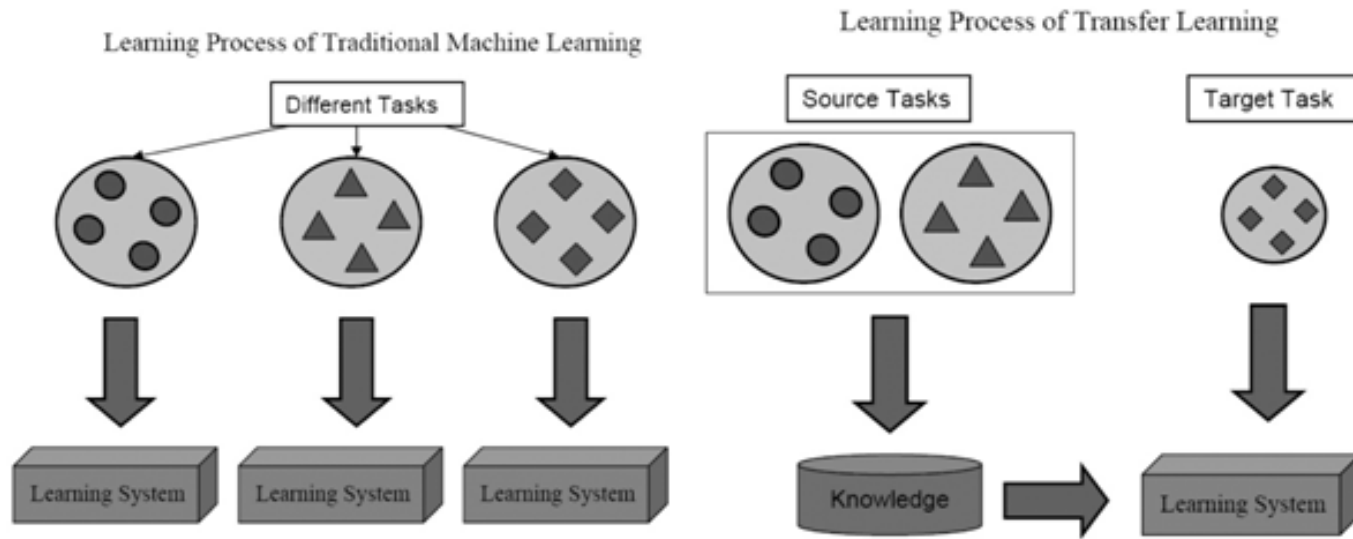 Learning Process of Traditional Machine Learning
Different Tasks
Learning System
Learning System
Learning System
Learning Process of Transfer Learning
Source Tasks
Target Task
Knowledge
Learning System